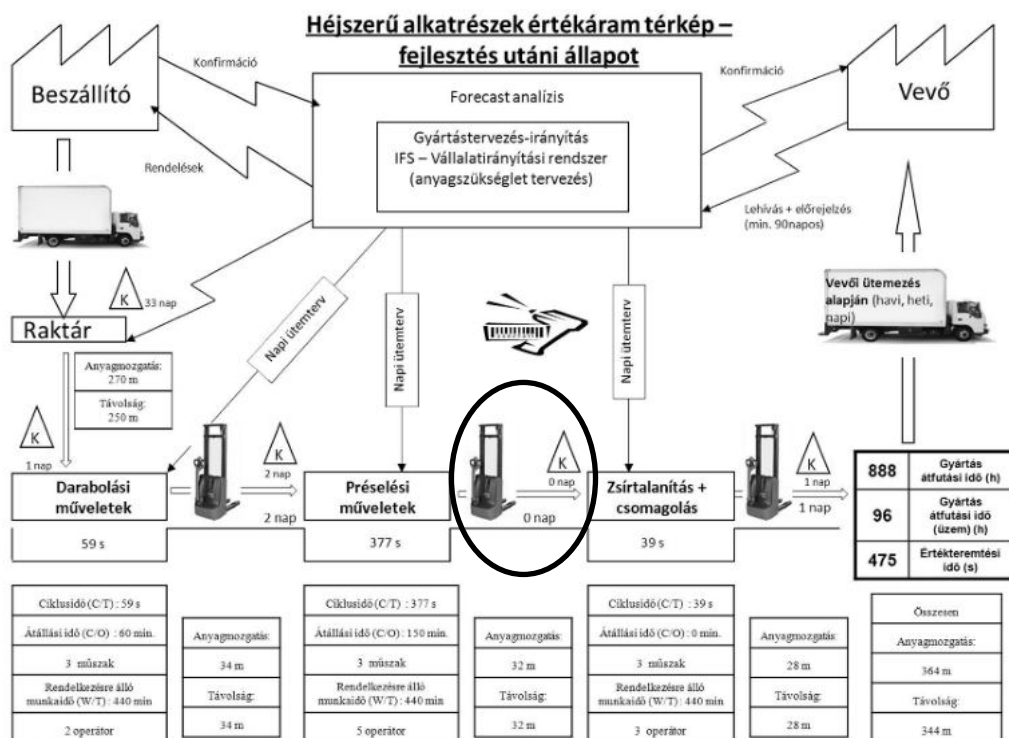 Héjszerű alkatrészek értékáram térkép –
fejlesztés utáni állapot
Beszállító
Konfirmáció
Rendelések
Forecast analízis
Gyártástervezés-irányítás
IFS – Vállalatirányítási rendszer
(anyagszükséglet tervezés)
Konfirmáció
Vevő
Lehívás + előrejelzés
(min. 90napos)
K
33 nap
Raktár
Napi ütemterv
Napi ütemterv
Napi ütemterv
Vevői ütemezés
alapján (havi, heti,
napi)
Anyagmozgatás:
270 m
Távolság:
250 m
K
1 nap
Darabolási
műveletek
K
2 nap
2 nap
Préselési
műveletek
K
0 nap
0 nap
Zsírtalanítás +
csomagolás
K
1 nap
1 nap
59 s
377 s
39 s
888
Gyártás
átfutási idő (h)
96
Gyártás
átfutási idő
(üzem) (h)
475
Értékteremtési
idő (s)
Ciklusidő (C/T) : 59 s
Átállási idő (C/O) : 60 min.
3 műszak
Rendelkezésre álló
munkaidő (W/T) : 440 min
2 operátor
Anyagmozgatás:
34 m
Távolság:
34 m
Ciklusidő (C/T) : 377 s
Átállási idő (C/O) : 150 min.
3 műszak
Rendelkezésre álló
munkaidő (W/T) : 440 min
5 operátor
Anyagmozgatás:
32 m
Távolság:
32 m
Ciklusidő (C/T) : 39 s
Átállási idő (C/O) : 0 min.
3 műszak
Rendelkezésre álló
munkaidő (W/T) : 440 min
3 operátor
Anyagmozgatás:
28 m
Távolság:
28 m
Összesen
Anyagmozgatás:
364 m
Távolság:
344 m